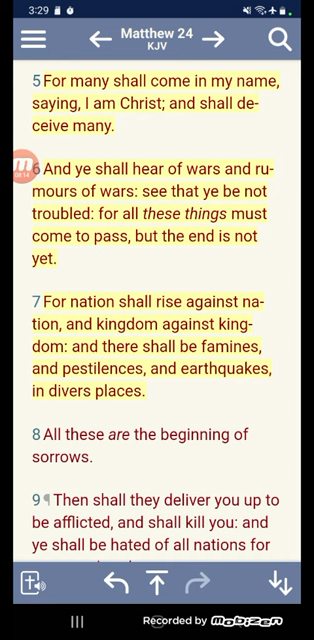 3:29
Matthew 24
KJV
5 For many shall come in my name,
saying, I am Christ; and shall de-
ceive many.
08:14
6 And ye shall hear of wars and ru-
mours of wars: see that ye be not
troubled: for all these things must
come to pass, but the end is not
yet.
7 For nation shall rise against na-
tion, and kingdom against king-
dom: and there shall be famines,
and pestilences, and earthquakes,
in divers places.
8 All these are the beginning of
sorrows.
9 ¶ Then shall they deliver you up to
be afflicted, and shall kill you: and
ye shall be hated of all nations for
Recorded by mobizen